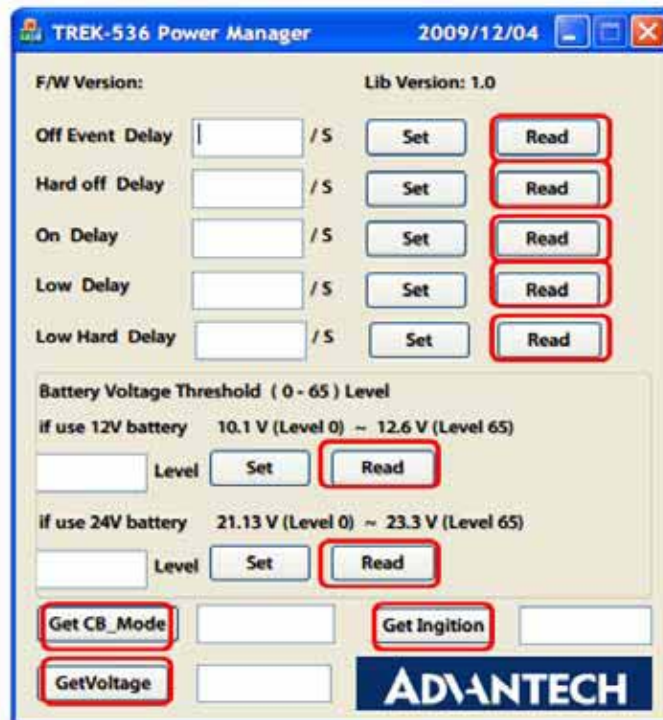 TREK-536 Power Manager 2009/12/04
F/W Version: Lib Version: 1.0
Off Event Delay / S Set Read
Hard off Delay / S Set Read
On Delay / S Set Read
Low Delay / S Set Read
Low Hard Delay / S Set Read
Battery Voltage Threshold ( 0 - 65 ) Level
if use 12V battery 10.1 V (Level 0) ~ 12.6 V (Level 65)
Level Set Read
if use 24V battery 21.13 V (Level 0) ~ 23.3 V (Level 65)
Level Set Read
Get CB_Mode Get Ingition
GetVoltage ADVANTECH